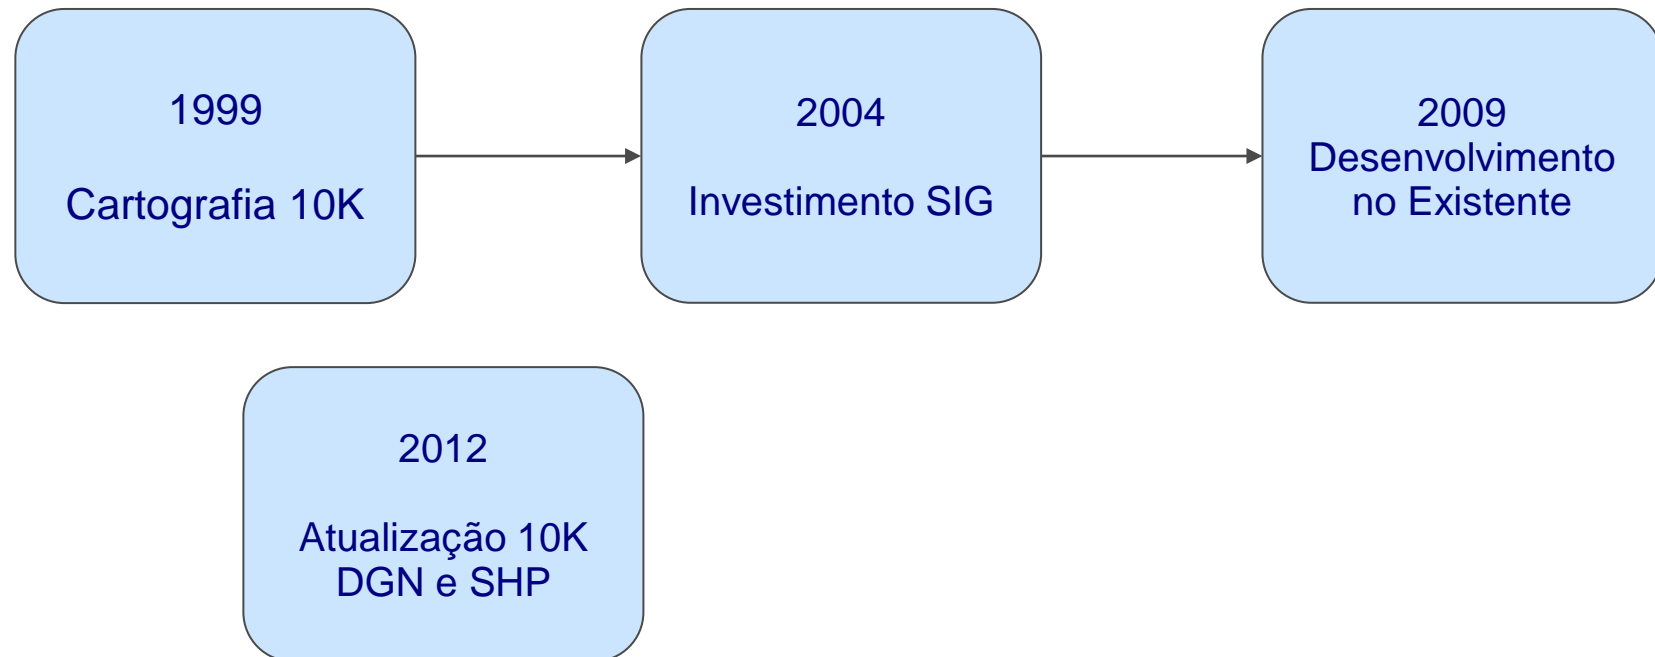 1999
Cartografia 10K
2004
Investimento SIG
2009
Desenvolvimento
no Existente
2012
Atualização 10K
DGN e SHP